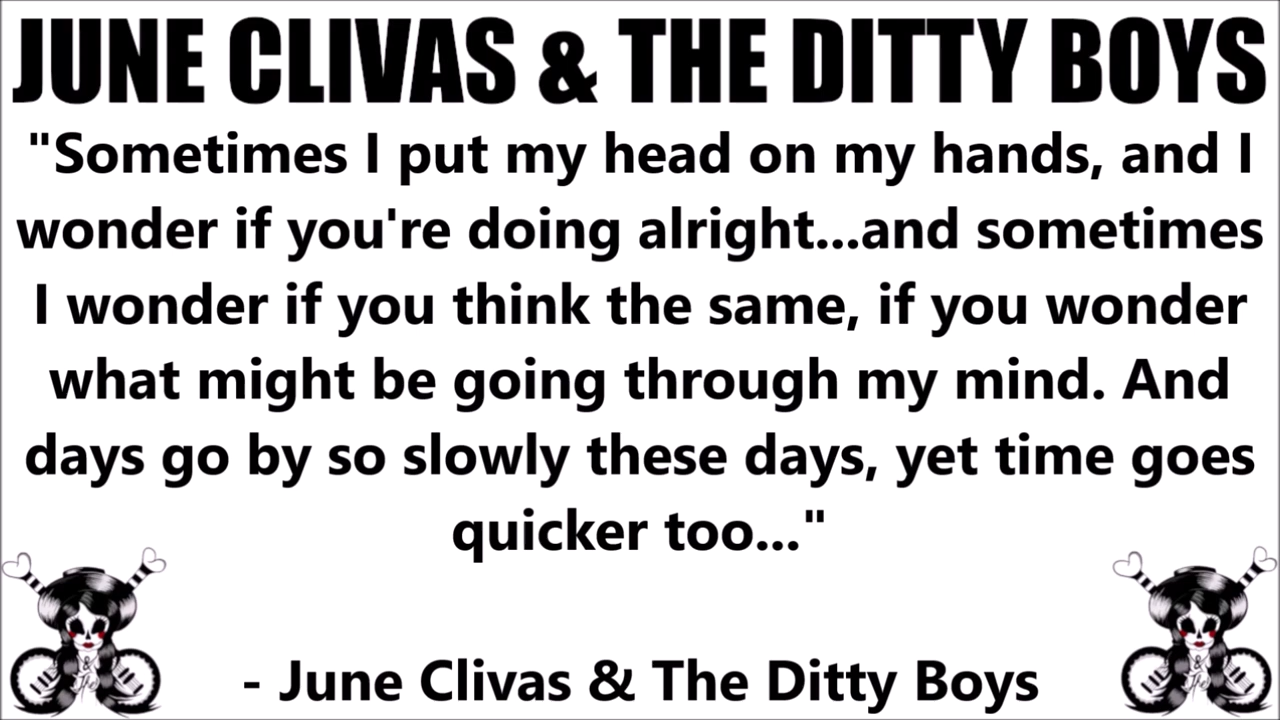 JUNE CLIVAS & THE DITTY BOYS
"Sometimes I put my head on my hands, and I
wonder if you're doing alright...and sometimes
I wonder if you think the same, if you wonder
what might be going through my mind. And
days go by so slowly these days, yet time goes
quicker too..."
- June Clivas & The Ditty Boys